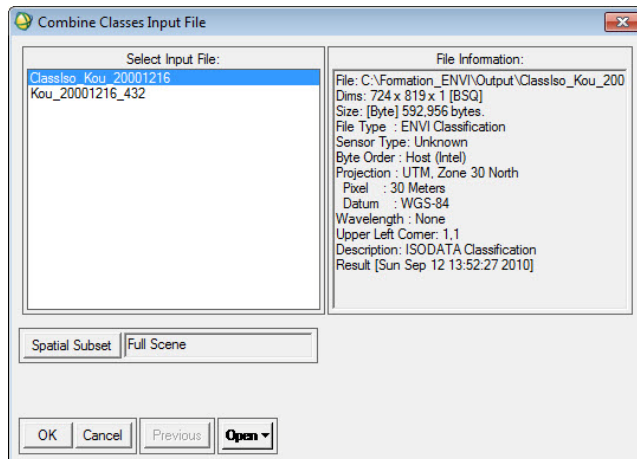 Combine Classes Input File
Select Input File:
ClassIso_Kou_20001216
Kou_20001216_432
File Information:
File: C:\Formation_ENVI\Output\ClassIso_Kou_200
Dims: 724 x 819 x 1 [BSQ]
Size: [Byte] 592,956 bytes.
File Type : ENVI Classification
Sensor Type: Unknown
Byte Order : Host (Intel)
Projection : UTM, Zone 30 North
Pixel : 30 Meters
Datum : WGS-84
Wavelength : None
Upper Left Corner: 1,1
Description: ISODATA Classification
Result [Sun Sep 12 13:52:27 2010]
Spatial Subset Full Scene
OK Cancel Previous Open